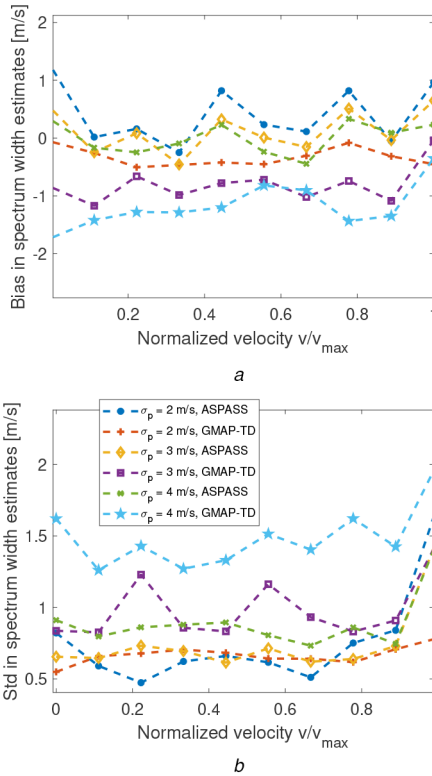 Bias in spectrum width estimates [m/s]
2
1
0
-1
-2
0.2
0.4
0.6
0.8
1
Normalized velocity v/vmax
a
Std in spectrum width estimates [m/s]
σp = 2 m/s, ASPASS
σp = 2 m/s, GMAP-TD
σp = 3 m/s, ASPASS
σp = 3 m/s, GMAP-TD
σp = 4 m/s, ASPASS
σp = 4 m/s, GMAP-TD
2
1.5
1
0.5
0
0.2
0.4
0.6
0.8
Normalized velocity v/vmax
b